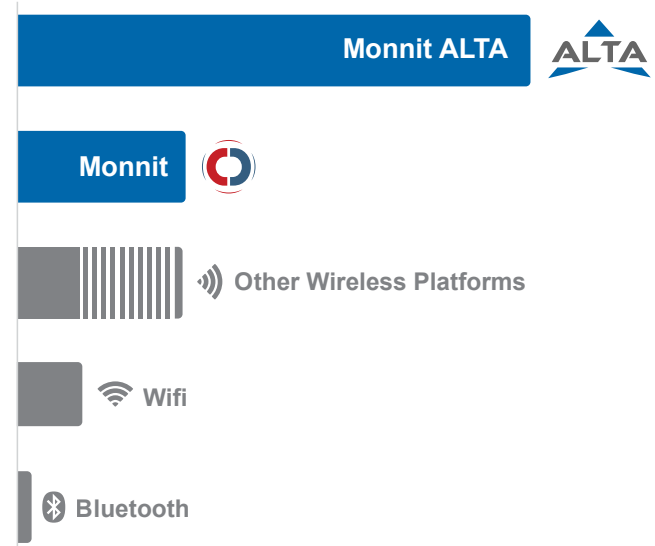 Monnit ALTA
ALTA
Monnit
Other Wireless Platforms
Wifi
Bluetooth